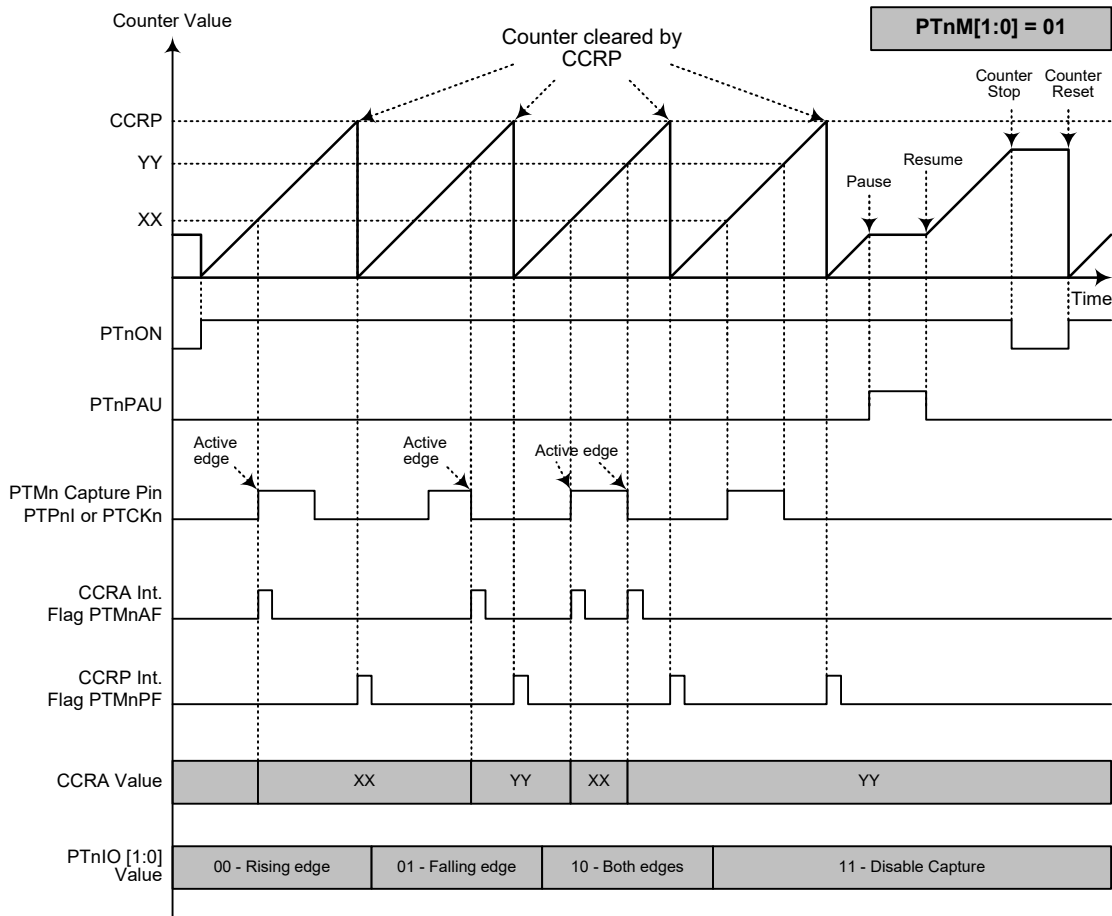 Counter Value
PTnM[1:0] = 01
Counter cleared by
CCRP
Counter
Stop
Counter
Reset
CCRP
YY
XX
Pause
Resume
Time
PTnON
PTnPAU
Active
edge
Active
edge
Active edge
PTMn Capture Pin
PTPnI or PTCKn
CCRA Int.
Flag PTMnAF
CCRP Int.
Flag PTMnPF
CCRA Value
XX
YY
XX
YY
PTnIO [1:0]
Value
00 - Rising edge
01 - Falling edge
10 - Both edges
11 - Disable Capture